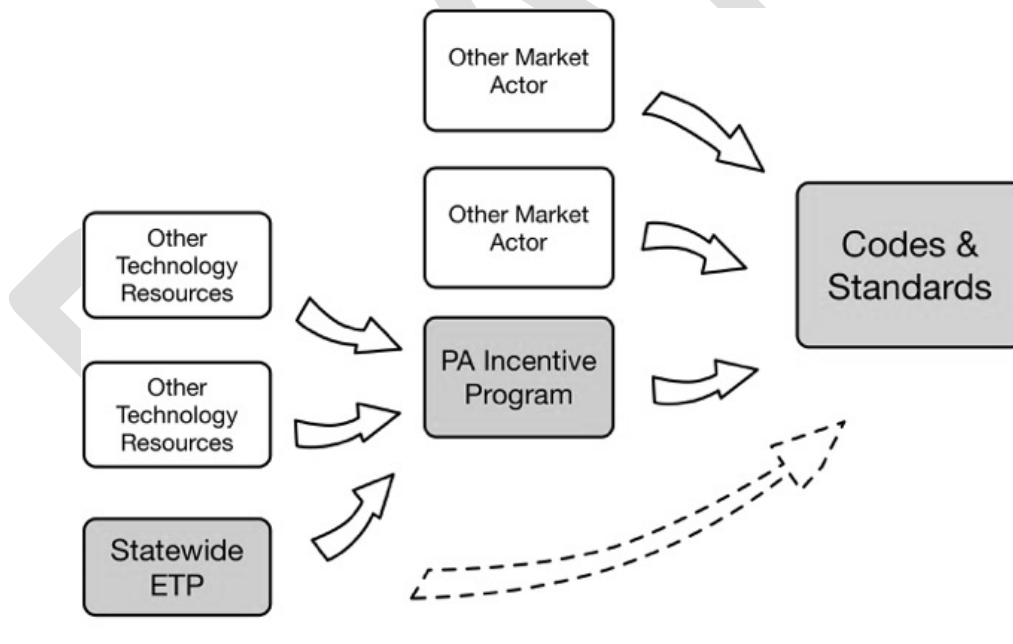 Other Market
Actor
Other Market
Actor
Other
Technology
Resources
Other
Technology
Resources
Statewide
ETP
PA Incentive
Program
Codes &
Standards